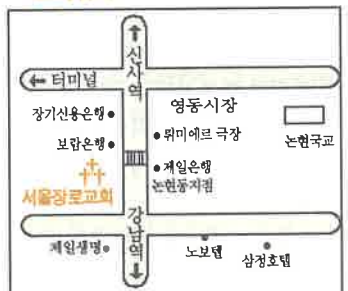 신사역
← 터미널
영동시장
장기신용은행
뤼미에르 극장
논현국교
보람은행
제일은행
논현동지점
서울장로교회
강남역
제일생명
노보텔
삼정호텔